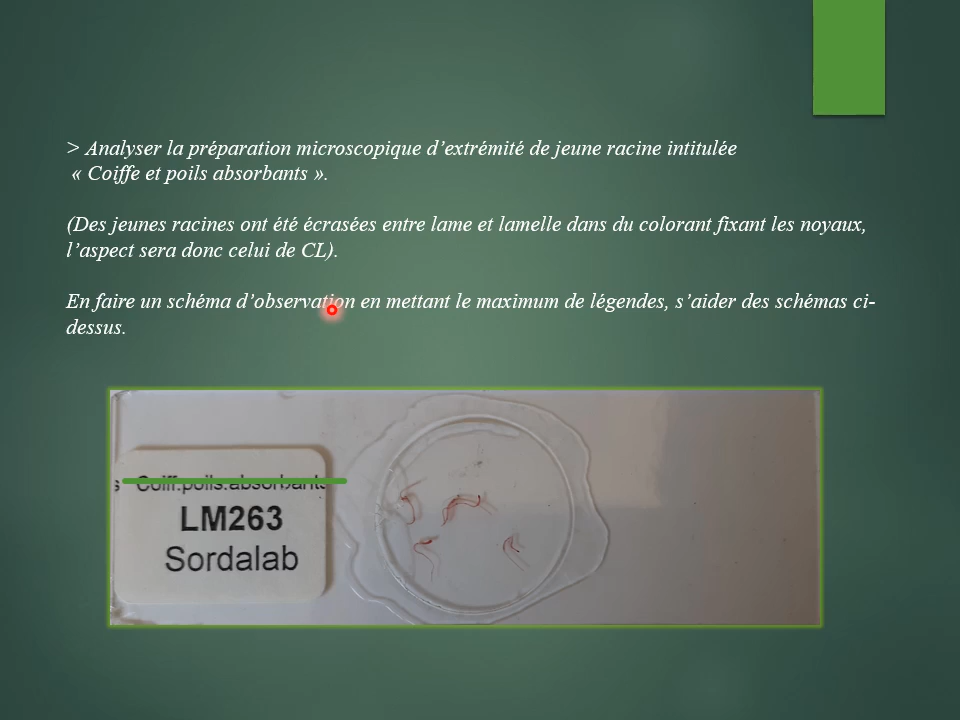 > Analyser la préparation microscopique d’extrémité de jeune racine intitulée
« Coiffe et poils absorbants ».
(Des jeunes racines ont été écrasées entre lame et lamelle dans du colorant fixant les noyaux,
l’aspect sera donc celui de CL).
En faire un schéma d’observation en mettant le maximum de légendes, s’aider des schémas ci-
dessus.
s Coiff.poils.absorbants
LM263
Sordalab